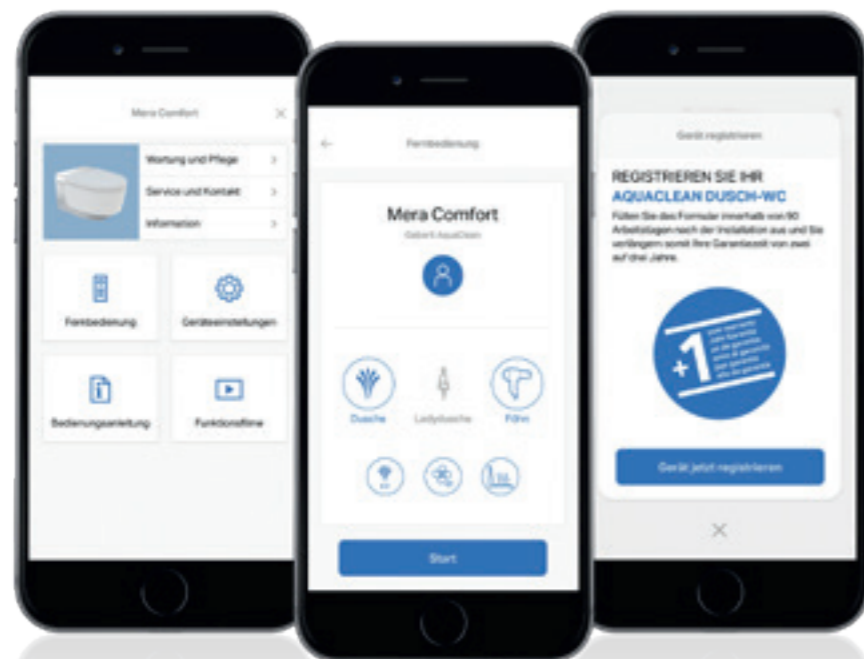 Mera Comfort
Wartung und Pflege
Service und Kontakt
Information
Fernbedienung
Geräteeinstellungen
Bedienungsanleitung
Funktionsfilme
Fernbedienung
Mera Comfort
Geberit AquaClean
Dusche
Ladydusche
Föhn
Start
Gerät registrieren
REGISTRIEREN SIE IHR
AQUACLEAN DUSCH-WC
Füllen Sie das Formular innerhalb von 90
Arbeitstagen nach der Installation aus und Sie
verlängern somit Ihre Garantiezeit von zwei
auf drei Jahre.
+1
Gerät jetzt registrieren